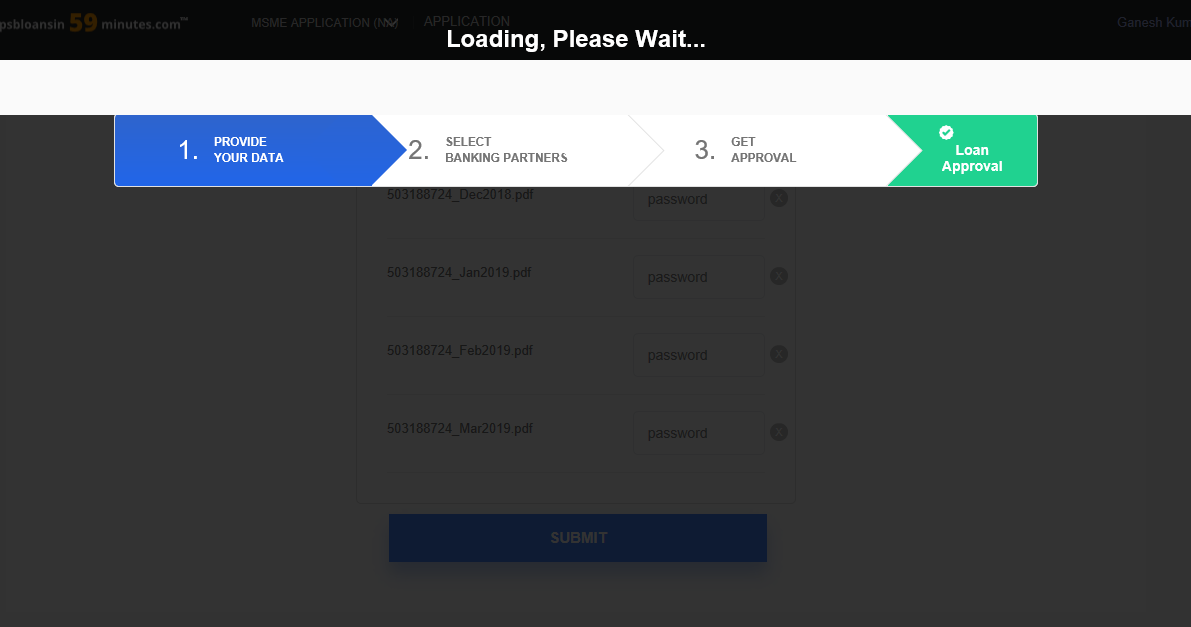 psbloansin 59 minutes.com™
MSME APPLICATION (NM)
APPLICATION
Ganesh Kum
Loading, Please Wait...
1. PROVIDE
YOUR DATA
2. SELECT
BANKING PARTNERS
3. GET
APPROVAL
Loan
Approval
503188724_Dec2018.pdf
password
X
503188724_Jan2019.pdf
password
X
503188724_Feb2019.pdf
password
X
503188724_Mar2019.pdf
password
X
SUBMIT